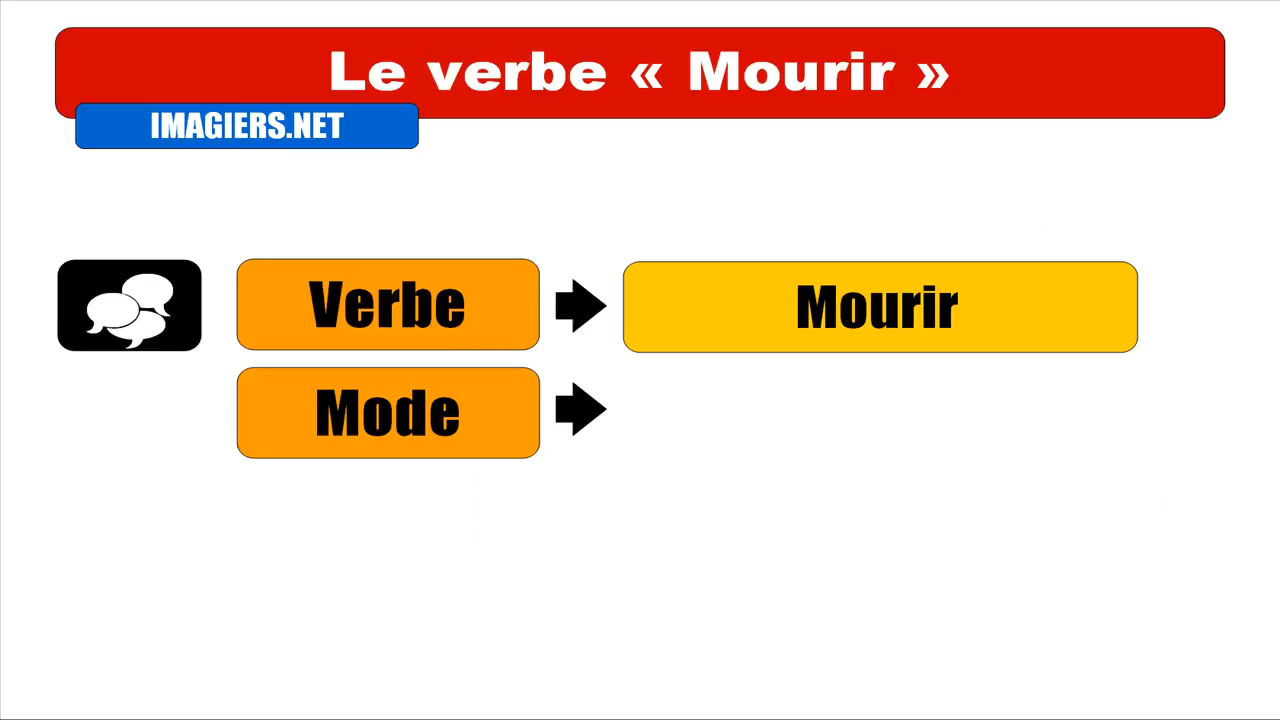 Le verbe « Mourir »
IMAGIERS.NET
Verbe
Mourir
Mode